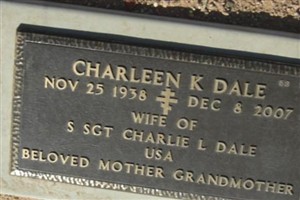 CHARLEEN K DALE
NOV 25 1938 DEC 8 2007
WIFE OF
S SGT CHARLIE L DALE
USA
BELOVED MOTHER GRANDMOTHER